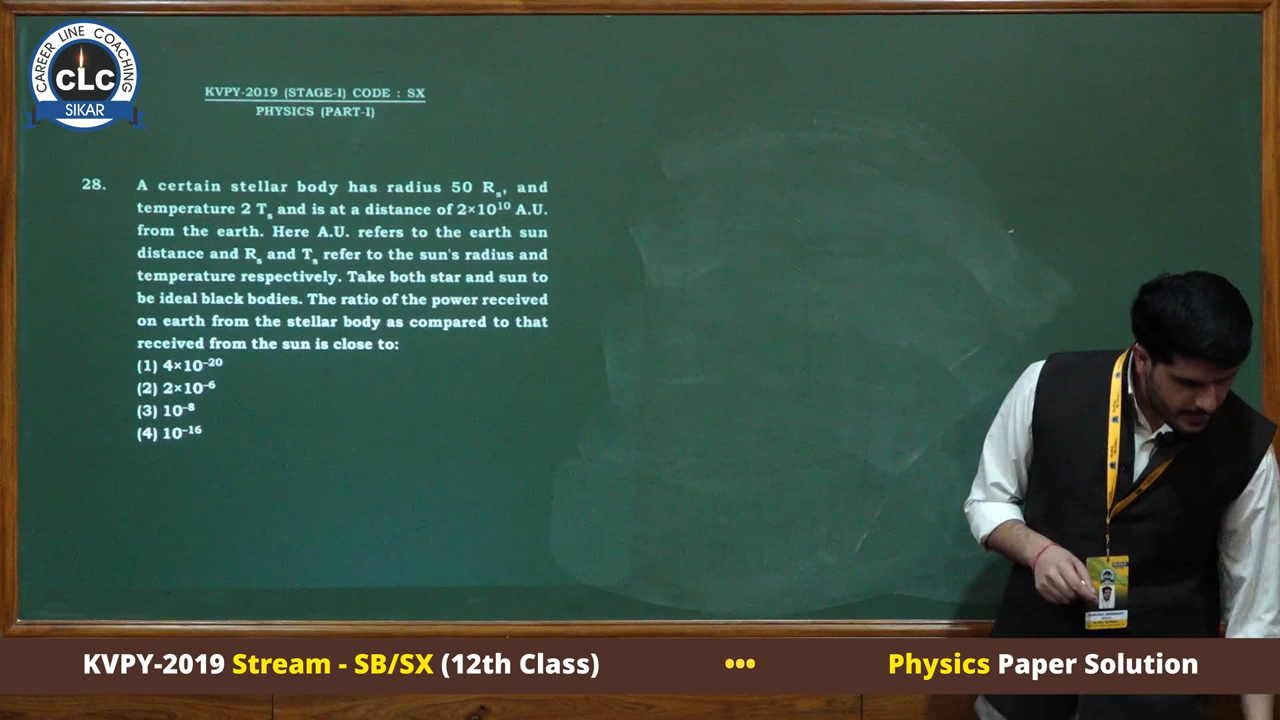 CAREER LINE COACHING
CLC
SIKAR
KVPY-2019 (STAGE-I) CODE : SX
PHYSICS (PART-I)
28. A certain stellar body has radius 50 Rₛ, and
temperature 2 Tₛ and is at a distance of 2×10¹⁰ A.U.
from the earth. Here A.U. refers to the earth sun
distance and Rₛ and Tₛ refer to the sun's radius and
temperature respectively. Take both star and sun to
be ideal black bodies. The ratio of the power received
on earth from the stellar body as compared to that
received from the sun is close to:
(1) 4×10⁻²⁰
(2) 2×10⁻⁶
(3) 10⁻⁸
(4) 10⁻¹⁶
KVPY-2019 Stream - SB/SX (12th Class) ••• Physics Paper Solution